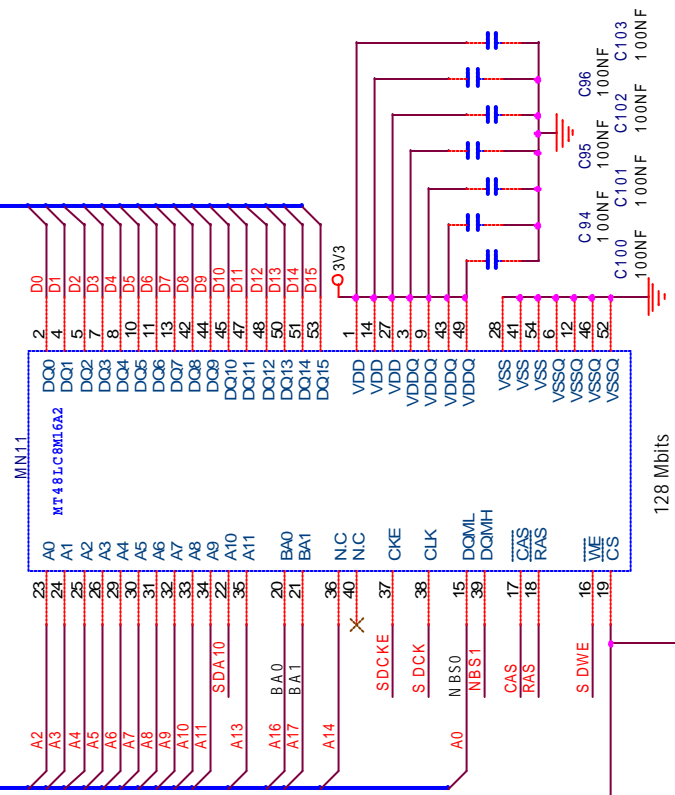 MN11
MT48LC8M16A2
A2 23 A0 DQ0 2 D0
A3 24 A1 DQ1 4 D1
A4 25 A2 DQ2 5 D2
A5 26 A3 DQ3 7 D3
A6 29 A4 DQ4 8 D4
A7 30 A5 DQ5 10 D5
A8 31 A6 DQ6 11 D6
A9 32 A7 DQ7 13 D7
A10 33 A8 DQ8 42 D8
A11 34 A9 DQ9 44 D9
SDA10 22 A10 DQ10 45 D10
A13 35 A11 DQ11 47 D11
DQ12 48 D12
A16 BA0 20 BA0 DQ13 50 D13
A17 BA1 21 BA1 DQ14 51 D14
DQ15 53 D15
A14 36 N.C
40 N.C
3V3
VDD 1
VDD 14
SDCKE 37 CKE VDD 27
VDDQ 3
SDCK 38 CLK VDDQ 9
VDDQ 43
A0 NBS0 15 DQML VDDQ 49
NBS1 39 DQMH
VSS 28
CAS 17 CAS VSS 41
RAS 18 RAS VSS 54
VSSQ 6
VSSQ 12
SDWE 16 WE VSSQ 46
19 CS VSSQ 52
C103
100NF
C96
100NF
C102
100NF
C95
100NF
C101
100NF
C94
100NF
C100
100NF
128 Mbits